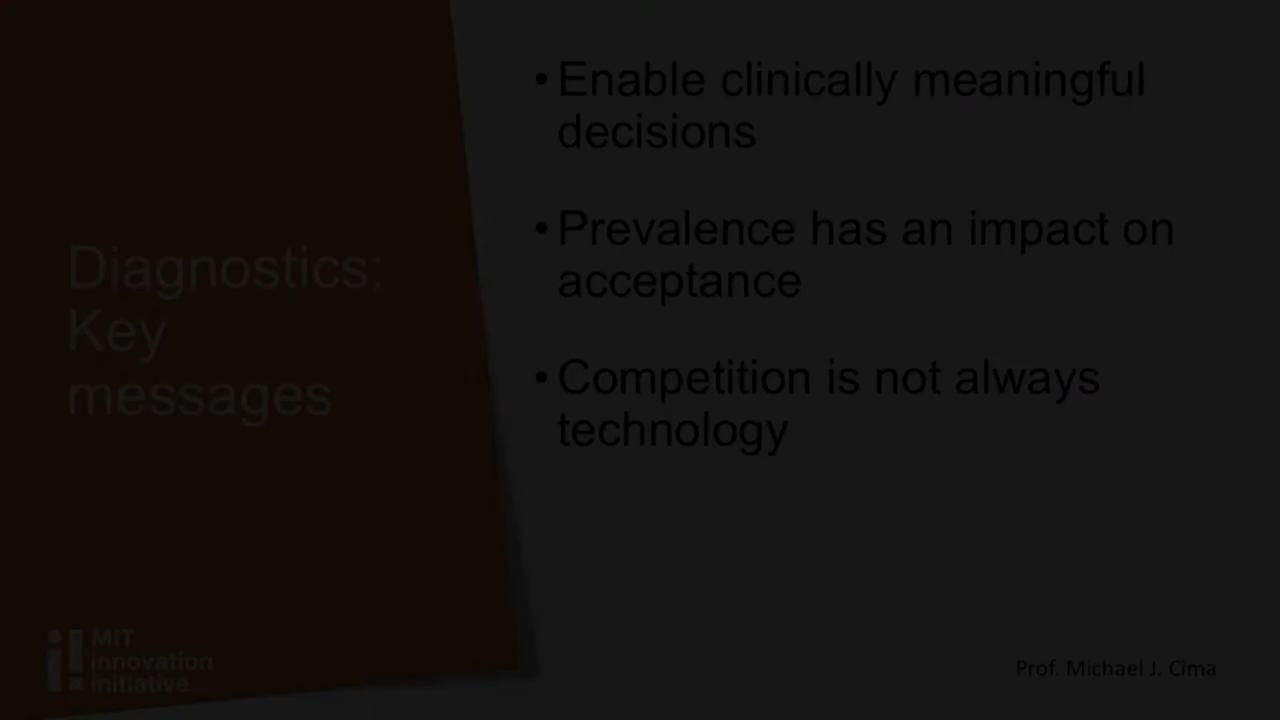 Diagnostics:
Key
messages
• Enable clinically meaningful
decisions
• Prevalence has an impact on
acceptance
• Competition is not always
technology
MIT
innovation
initiative
Prof. Michael J. Cima